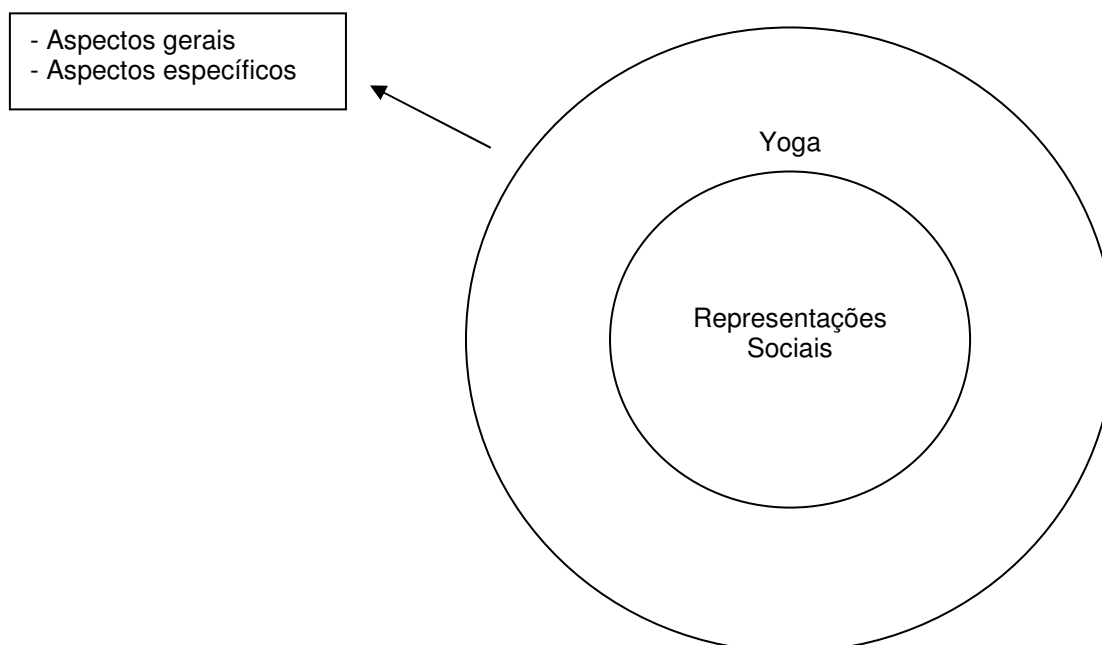 - Aspectos gerais
- Aspectos específicos
Yoga
Representações
Sociais